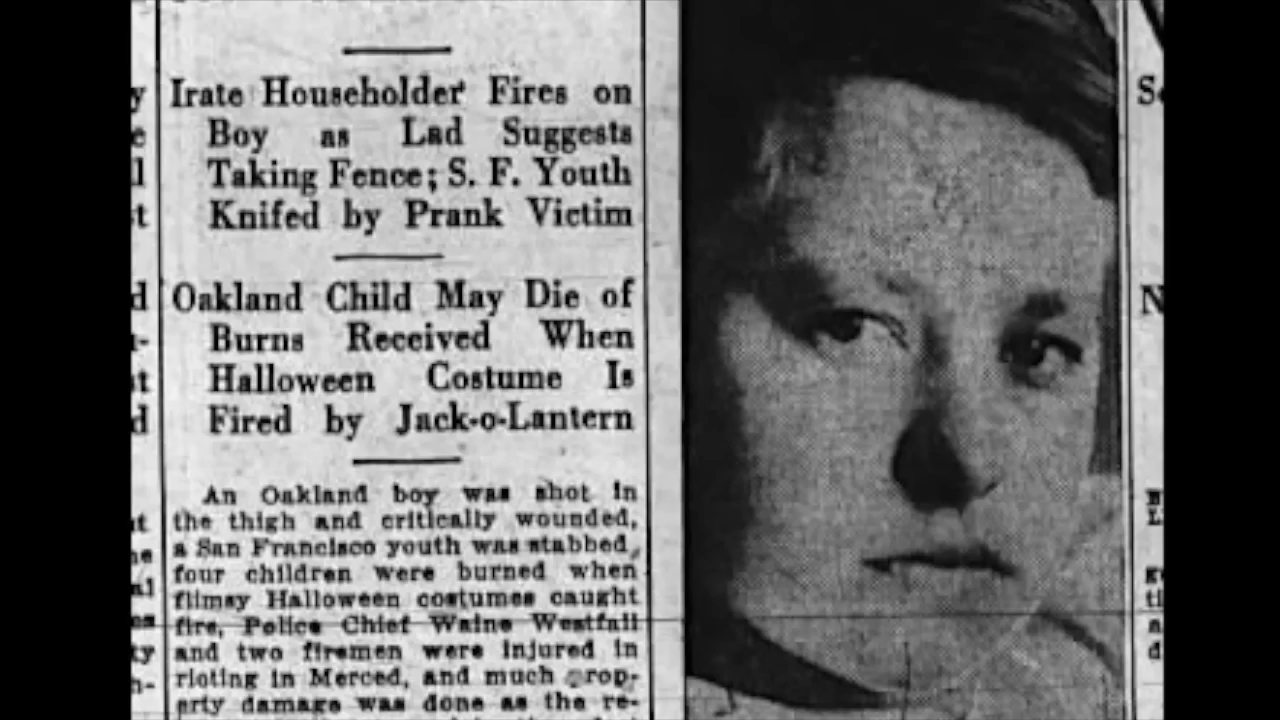 Irate Householder Fires on
Boy as Lad Suggests
Taking Fence; S. F. Youth
Knifed by Prank Victim
Oakland Child May Die of
Burns Received When
Halloween Costume Is
Fired by Jack-o-Lantern
An Oakland boy was shot in
the thigh and critically wounded,
a San Francisco youth was stabbed,
four children were burned when
flimsy Halloween costumes caught
fire, Police Chief Waine Westfall
and two firemen were injured in
rioting in Merced, and much prop-
erty damage was done as the re-